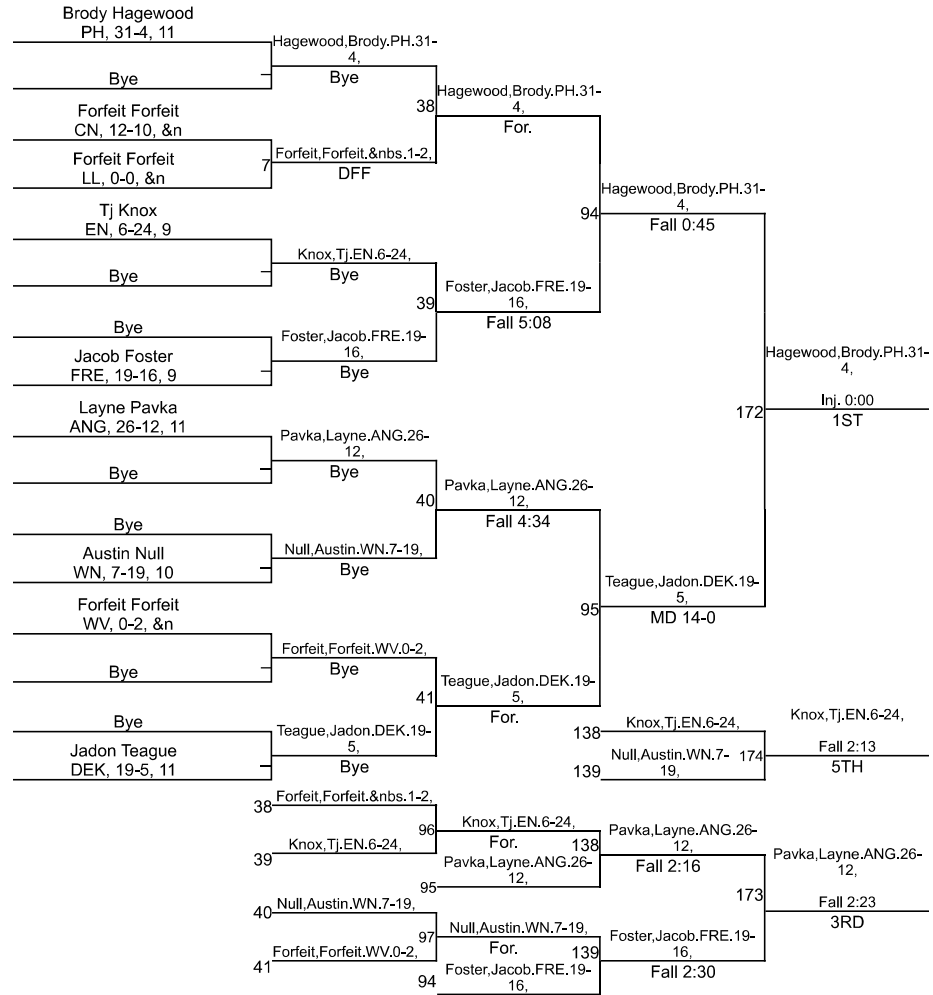 Brody Hagewood
PH, 31-4, 11
Hagewood,Brody.PH.31-
4,
Bye
Bye
38
Hagewood,Brody.PH.31-
4,
For.
Forfeit Forfeit
CN, 12-10, &n
7
Forfeit,Forfeit.&nbs.1-2,
DFF
Forfeit Forfeit
LL, 0-0, &n
94
Hagewood,Brody.PH.31-
4,
Fall 0:45
Tj Knox
EN, 6-24, 9
Knox,Tj.EN.6-24,
Bye
Bye
39
Foster,Jacob.FRE.19-
16,
Fall 5:08
Bye
Foster,Jacob.FRE.19-
16,
Bye
Jacob Foster
FRE, 19-16, 9
172
Hagewood,Brody.PH.31-
4,
Inj. 0:00
1ST
Layne Pavka
ANG, 26-12, 11
Pavka,Layne.ANG.26-
12,
Bye
Bye
40
Pavka,Layne.ANG.26-
12,
Fall 4:34
Bye
Null,Austin.WN.7-19,
Bye
Austin Null
WN, 7-19, 10
95
Teague,Jadon.DEK.19-
5,
MD 14-0
Forfeit Forfeit
WV, 0-2, &n
Forfeit,Forfeit.WV.0-2,
Bye
Bye
41
Teague,Jadon.DEK.19-
5,
For.
Bye
Teague,Jadon.DEK.19-
5,
Bye
Jadon Teague
DEK, 19-5, 11
138
Knox,Tj.EN.6-24,
139
Null,Austin.WN.7-
19,
174
Knox,Tj.EN.6-24,
Fall 2:13
5TH
38
Forfeit,Forfeit.&nbs.1-2,
39
Knox,Tj.EN.6-24,
96
Knox,Tj.EN.6-24,
For.
95
Pavka,Layne.ANG.26-
12,
138
Pavka,Layne.ANG.26-
12,
Fall 2:16
40
Null,Austin.WN.7-19,
41
Forfeit,Forfeit.WV.0-2,
97
Null,Austin.WN.7-19,
For.
94
Foster,Jacob.FRE.19-
16,
139
Foster,Jacob.FRE.19-
16,
Fall 2:30
173
Pavka,Layne.ANG.26-
12,
Fall 2:23
3RD